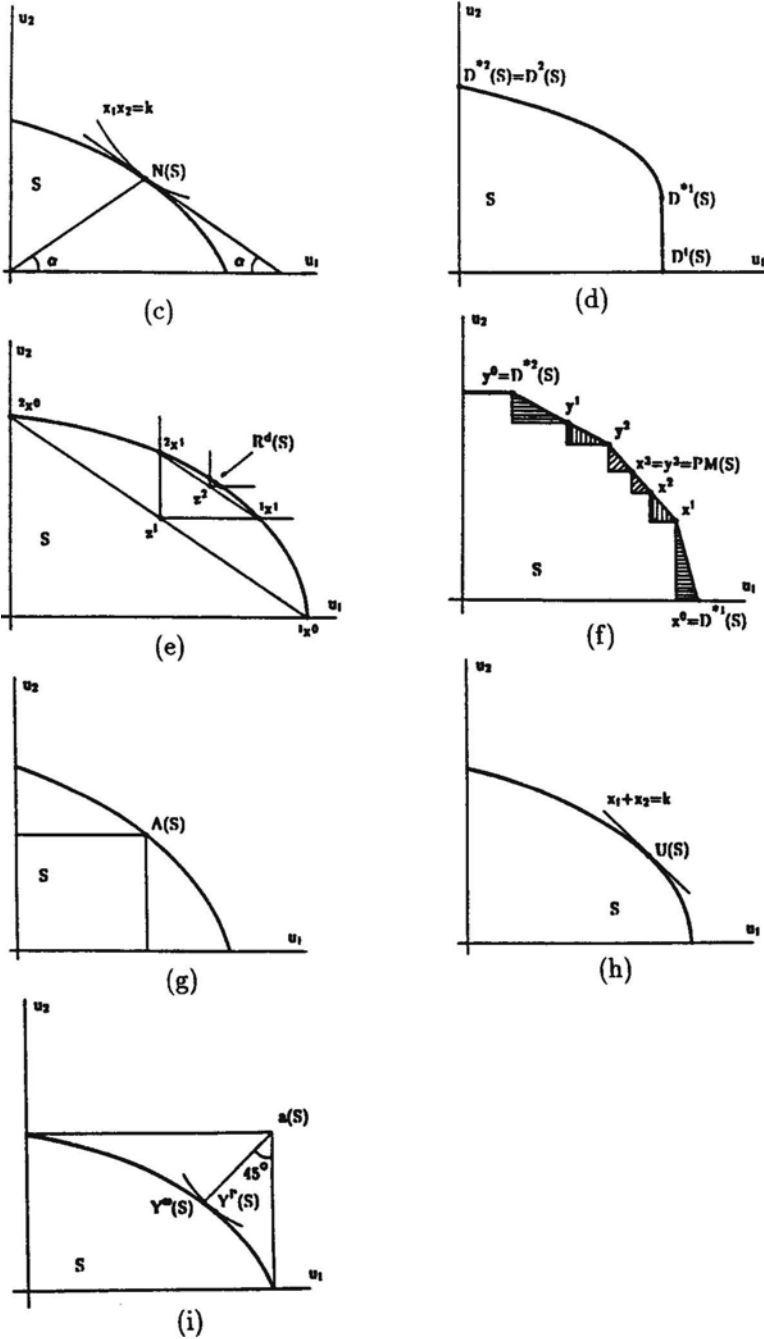 u₂
x₁x₂=k
N(S)
S
α
α
u₁
(c)
u₂
D*²(S)=D²(S)
D*¹(S)
S
D¹(S)
u₁
(d)
u₂
²x⁰
²x¹
Rᵈ(S)
z²
¹x¹
z¹
S
u₁
¹x⁰
(e)
u₂
y⁰=D*²(S)
y¹
y²
x³=y³=PM(S)
x²
x¹
S
u₁
x⁰=D*¹(S)
(f)
u₂
A(S)
S
u₁
(g)
u₂
x₁+x₂=k
U(S)
S
u₁
(h)
u₂
a(S)
45°
Y∞(S)
Yᵖ(S)
S
u₁
(i)